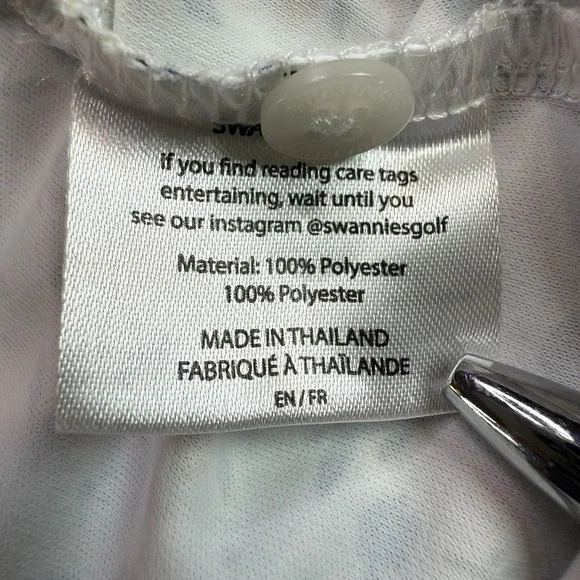 if you find reading care tags
entertaining, wait until you
see our instagram @swanniesgolf
Material: 100% Polyester
100% Polyester
MADE IN THAILAND
FABRIQUÉ À THAÏLANDE
EN / FR